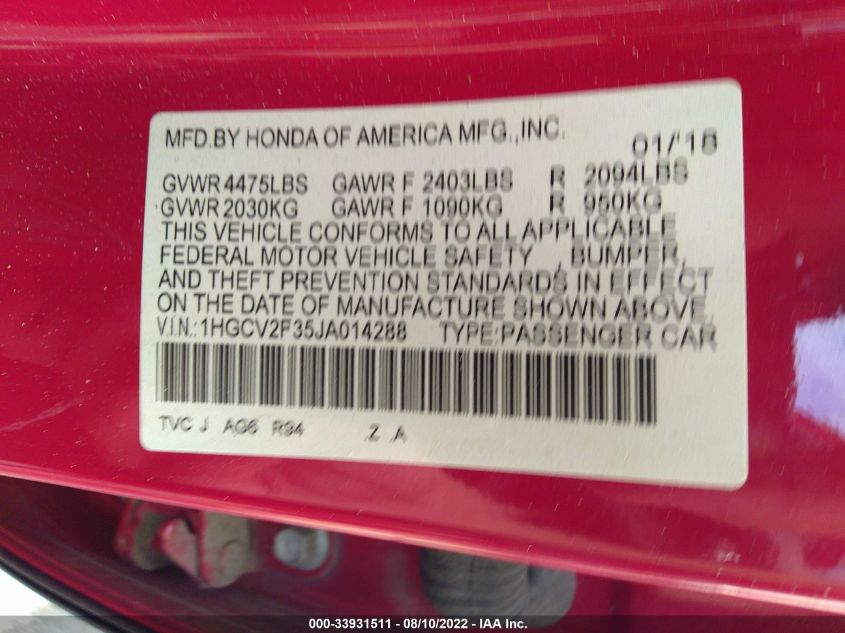 MFD.BY HONDA OF AMERICA MFG.,INC. 01/'18
GVWR 4475LBS GAWR F 2403LBS R 2094LBS
GVWR 2030KG GAWR F 1090KG R 950KG
THIS VEHICLE CONFORMS TO ALL APPLICABLE
FEDERAL MOTOR VEHICLE SAFETY , BUMPER,
AND THEFT PREVENTION STANDARDS IN EFFECT
ON THE DATE OF MANUFACTURE SHOWN ABOVE.
V.I.N.:1HGCV2F35JA014288 TYPE:PASSENGER CAR
TVC J AG6 R94 Z A
000-33931511 - 08/10/2022 - IAA Inc.